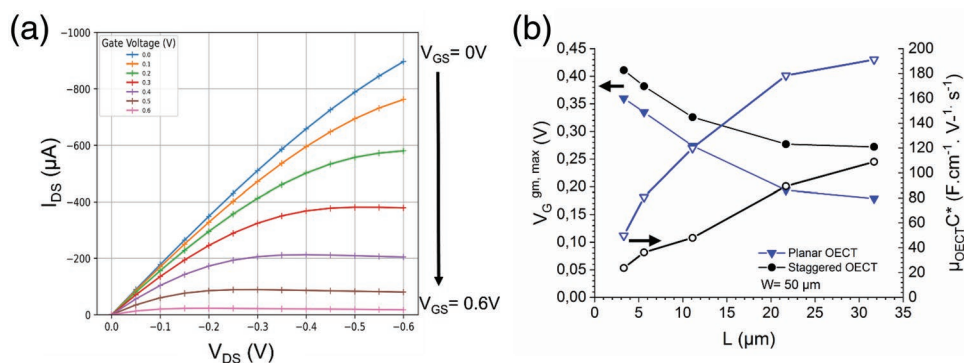 (a)
-1000
-800
-600
-400
-200
0
I_DS (µA)
Gate Voltage (V)
0.0
0.1
0.2
0.3
0.4
0.5
0.6
V_GS= 0V
V_GS= 0.6V
0.0 -0.1 -0.2 -0.3 -0.4 -0.5 -0.6
V_DS (V)
(b)
0,45
0,40
0,35
0,30
0,25
0,20
0,15
0,10
0,05
0,00
V_G^gm, max (V)
200
180
160
140
120
100
80
60
40
20
0
µ_OECTC* (F.cm⁻¹. V⁻¹· s⁻¹)
Planar OECT
Staggered OECT
W= 50 µm
0 5 10 15 20 25 30 35
L (µm)